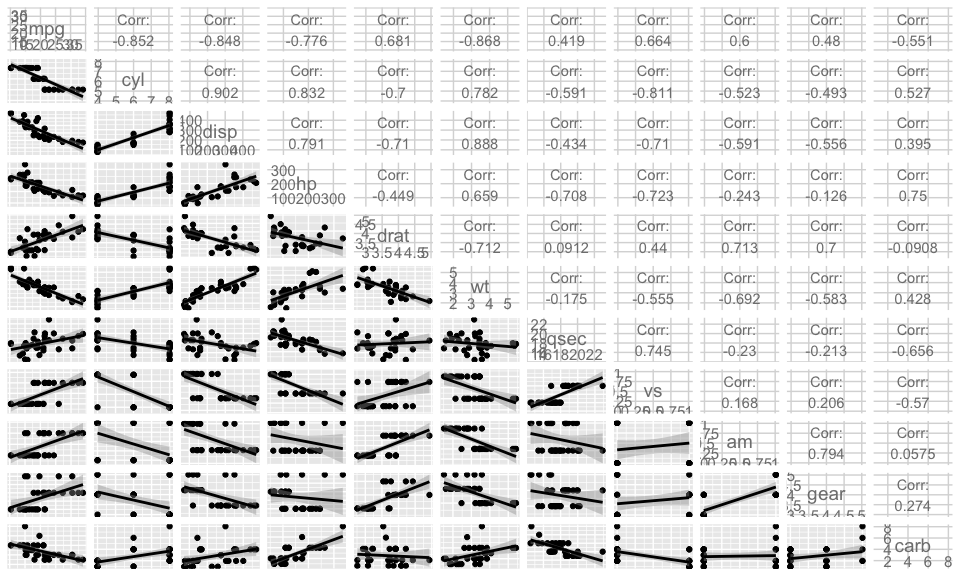 mpg
Corr: Corr: Corr: Corr: Corr: Corr: Corr: Corr: Corr: Corr:
-0.852 -0.848 -0.776 0.681 -0.868 0.419 0.664 0.6 0.48 -0.551
cyl
4 5 6 7 8
Corr: Corr: Corr: Corr: Corr: Corr: Corr: Corr: Corr:
0.902 0.832 -0.7 0.782 -0.591 -0.811 -0.523 -0.493 0.527
disp
Corr: Corr: Corr: Corr: Corr: Corr: Corr: Corr:
0.791 -0.71 0.888 -0.434 -0.71 -0.591 -0.556 0.395
300
200
hp
100 200 300
Corr: Corr: Corr: Corr: Corr: Corr: Corr:
-0.449 0.659 -0.708 -0.723 -0.243 -0.126 0.75
drat
Corr: Corr: Corr: Corr: Corr: Corr:
-0.712 0.0912 0.44 0.713 0.7 -0.0908
5
4
3
wt
2 3 4 5
Corr: Corr: Corr: Corr: Corr:
-0.175 -0.555 -0.692 -0.583 0.428
22
qsec
Corr: Corr: Corr: Corr:
0.745 -0.23 -0.213 -0.656
vs
Corr: Corr: Corr:
0.168 0.206 -0.57
am
Corr: Corr:
0.794 0.0575
gear
Corr:
0.274
8
6
4
carb
2 4 6 8